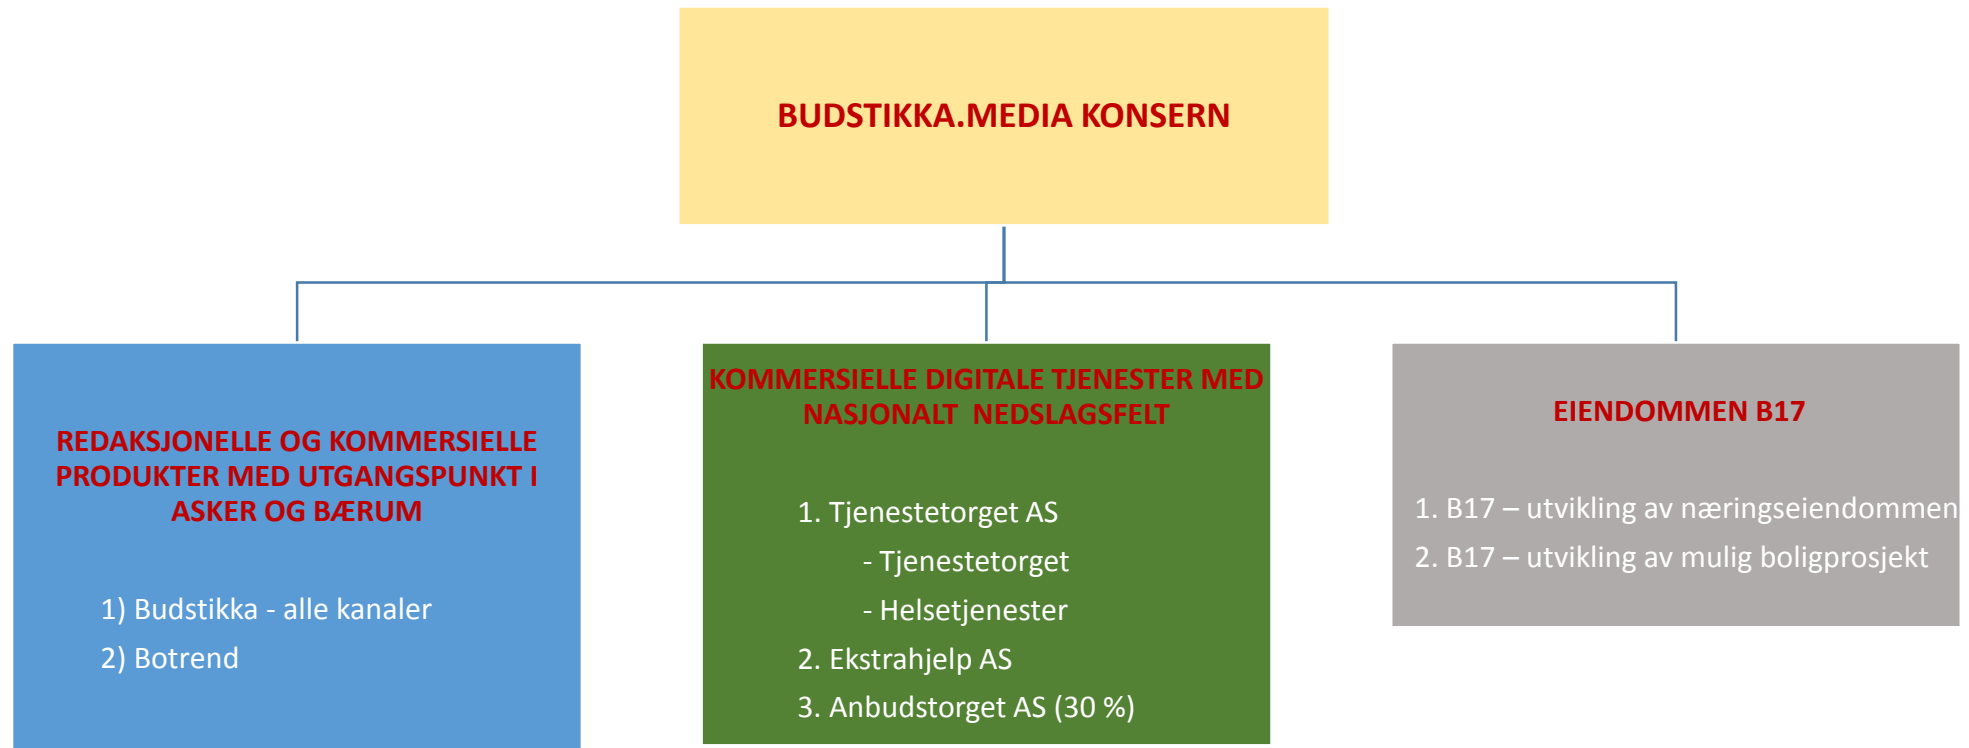 BUDSTIKKA.MEDIA KONSERN
REDAKSJONELLE OG KOMMERSIELLE
PRODUKTER MED UTGANGSPUNKT I
ASKER OG BÆRUM
1) Budstikka - alle kanaler
2) Botrend
KOMMERSIELLE DIGITALE TJENESTER MED
NASJONALT NEDSLAGSFELT
1. Tjenestetorget AS
- Tjenestetorget
- Helsetjenester
2. Ekstrahjelp AS
3. Anbudstorget AS (30 %)
EIENDOMMEN B17
1. B17 – utvikling av næringseiendommen
2. B17 – utvikling av mulig boligprosjekt